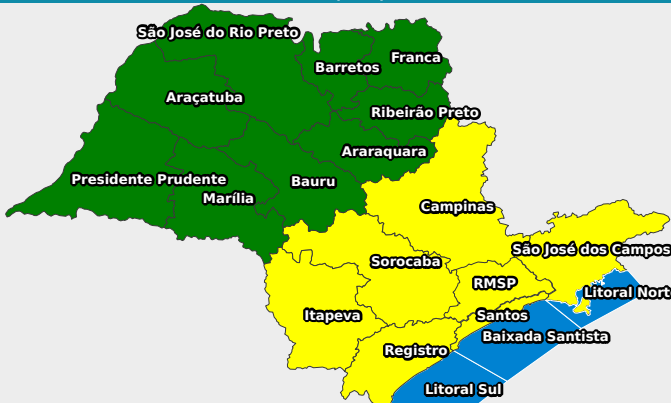 São José do Rio Preto
Franca
Barretos
Araçatuba
Ribeirão Preto
Araraquara
Presidente Prudente
Bauru
Marília
Campinas
São José dos Campos
Sorocaba
RMSP
Litoral Nort
Itapeva
Santos
Baixada Santista
Registro
Litoral Sul